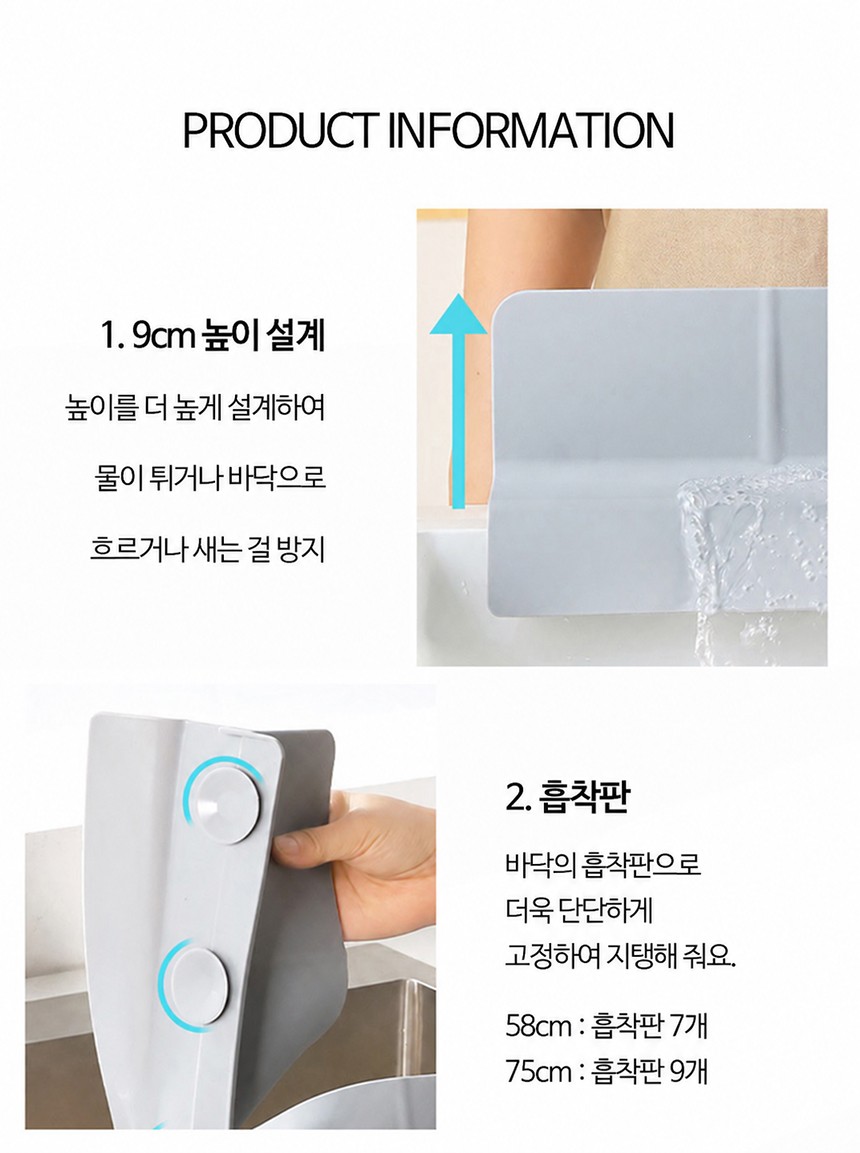 PRODUCT INFORMATION
1. 9cm 높이 설계
높이를 더 높게 설계하여
물이 튀거나 바닥으로
흐르거나 새는 걸 방지
2. 흡착판
바닥의 흡착판으로
더욱 단단하게
고정하여 지탱해 줘요.
58cm : 흡착판 7개
75cm : 흡착판 9개